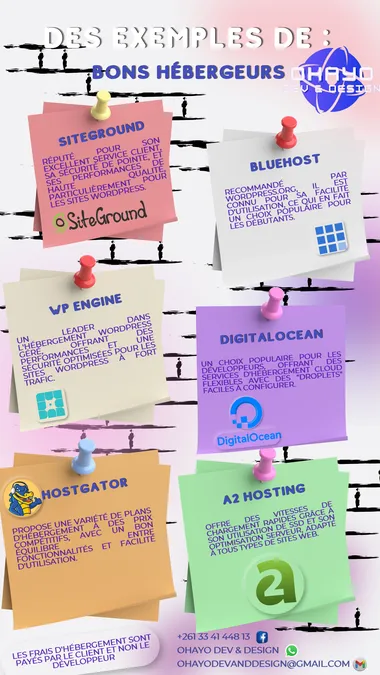 DES EXEMPLES DE :
BONS HÉBERGEURS
OHAYO
DEV & DESIGN
SITEGROUND
RÉPUTÉ POUR SON
EXCELLENT SERVICE CLIENT,
SA SÉCURITÉ DE POINTE, ET
SES PERFORMANCES DE
HAUTE QUALITÉ,
PARTICULIÈREMENT POUR
LES SITES WORDPRESS.
SiteGround
BLUEHOST
RECOMMANDÉ PAR
WORDPRESS.ORG, IL EST
CONNU POUR SA FACILITÉ
D'UTILISATION, CE QUI EN FAIT
UN CHOIX POPULAIRE POUR
LES DÉBUTANTS.
WP ENGINE
UN LEADER DANS
L'HÉBERGEMENT WORDPRESS
GÉRÉ, OFFRANT DES
PERFORMANCES ET UNE
SÉCURITÉ OPTIMISÉES POUR LES
SITES WORDPRESS À FORT
TRAFIC.
DIGITALOCEAN
UN CHOIX POPULAIRE POUR LES
DÉVELOPPEURS, OFFRANT DES
SERVICES D'HÉBERGEMENT CLOUD
FLEXIBLES AVEC DES "DROPLETS"
FACILES À CONFIGURER.
DigitalOcean
HOSTGATOR
PROPOSE UNE VARIÉTÉ DE PLANS
D'HÉBERGEMENT À DES PRIX
COMPÉTITIFS, AVEC UN BON
ÉQUILIBRE ENTRE
FONCTIONNALITÉS ET FACILITÉ
D'UTILISATION.
A2 HOSTING
OFFRE DES VITESSES DE
CHARGEMENT RAPIDES GRÂCE À
SON UTILISATION DE SSD ET SON
OPTIMISATION SERVEUR, ADAPTÉ
À TOUS TYPES DE SITES WEB.
a2
LES FRAIS D'HÉBERGEMENT SONT
PAYÉS PAR LE CLIENT ET NON LE
DÉVELOPPEUR
+261 33 41 448 13
OHAYO DEV & DESIGN
OHAYODEVANDDESIGN@GMAIL.COM